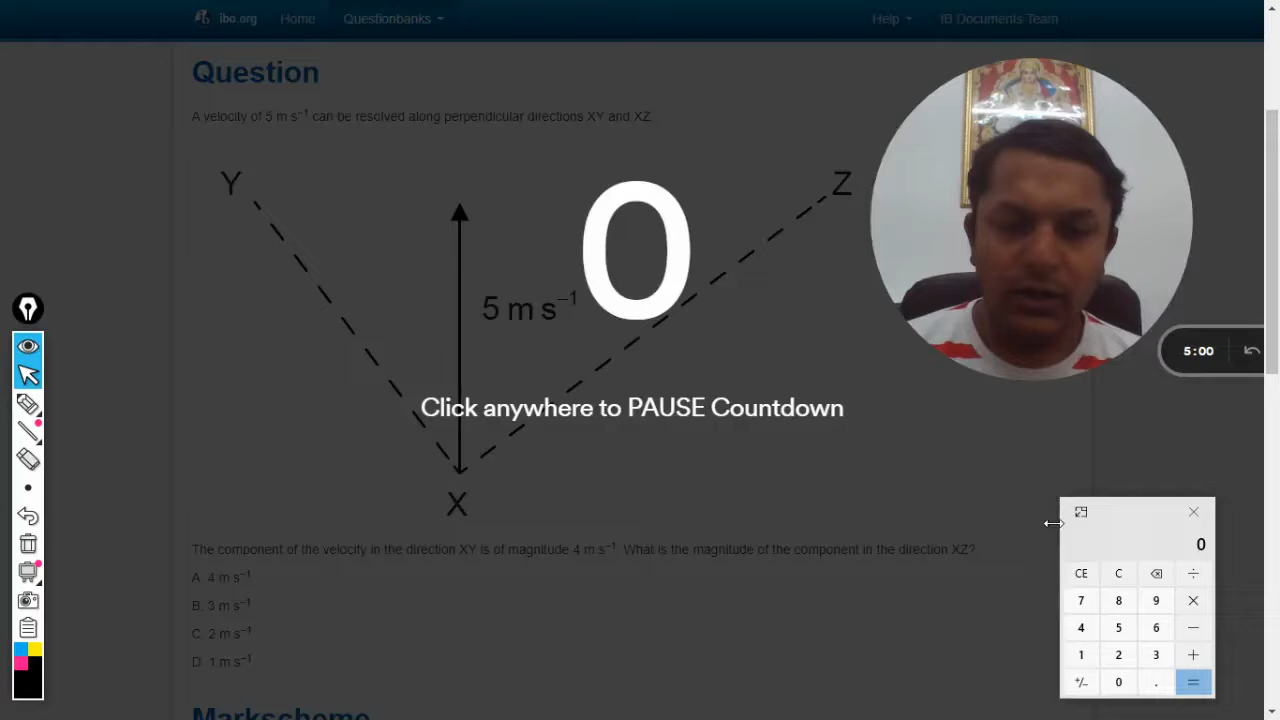 ibo.org Home Questionbanks Help IB Documents Team
Question
A velocity of 5 m s⁻¹ can be resolved along perpendicular directions XY and XZ.
Y
Z
0
5 m s⁻¹
5:00
Click anywhere to PAUSE Countdown
X
The component of the velocity in the direction XY is of magnitude 4 m s⁻¹. What is the magnitude of the component in the direction XZ?
A. 4 m s⁻¹
B. 3 m s⁻¹
C. 2 m s⁻¹
D. 1 m s⁻¹
Markscheme
0
CE C ⌫ ÷
7 8 9 ×
4 5 6 −
1 2 3 +
+/− 0 . =